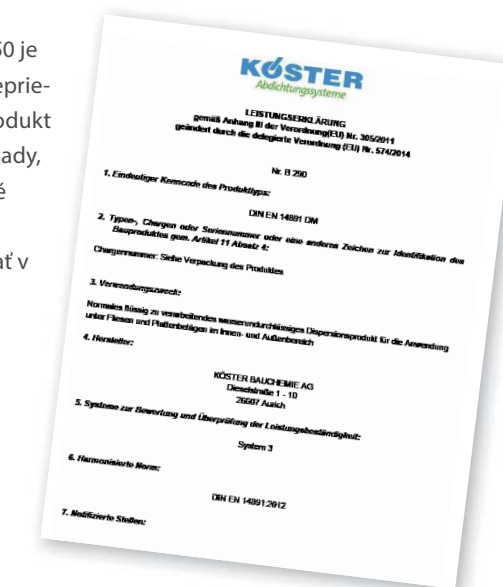 60 je
eprie-
odukt
ady,
é
ať v
KÖSTER
Abdichtungssysteme
LEISTUNGSERKLÄRUNG
gemäß Anhang III der Verordnung(EU) Nr. 305/2011
geändert durch die delegierte Verordnung (EU) Nr. 574/2014
Nr. B 290
1. Eindeutiger Kenncode des Produkttyps:
DIN EN 14891 DM
2. Typen-, Chargen oder Seriennummer oder eine anderes Zeichen zur Identifikation des
Bauproduktes gem. Artikel 11 Absatz 4:
Chargennummer: Siehe Verpackung des Produktes
3. Verwendungszweck:
Normales flüssig zu verarbeitendes wasserundurchlässiges Dispersionsprodukt für die Anwendung
unter Fliesen und Plattenbelägen im Innen- und Außenbereich
4. Hersteller:
KÖSTER BAUCHEMIE AG
Dieselstraße 1 - 10
26607 Aurich
5. Systeme zur Bewertung und Überprüfung der Leistungsbeständigkeit:
System 3
6. Harmonisierte Norm:
DIN EN 14891:2012
7. Notifizierte Stellen: